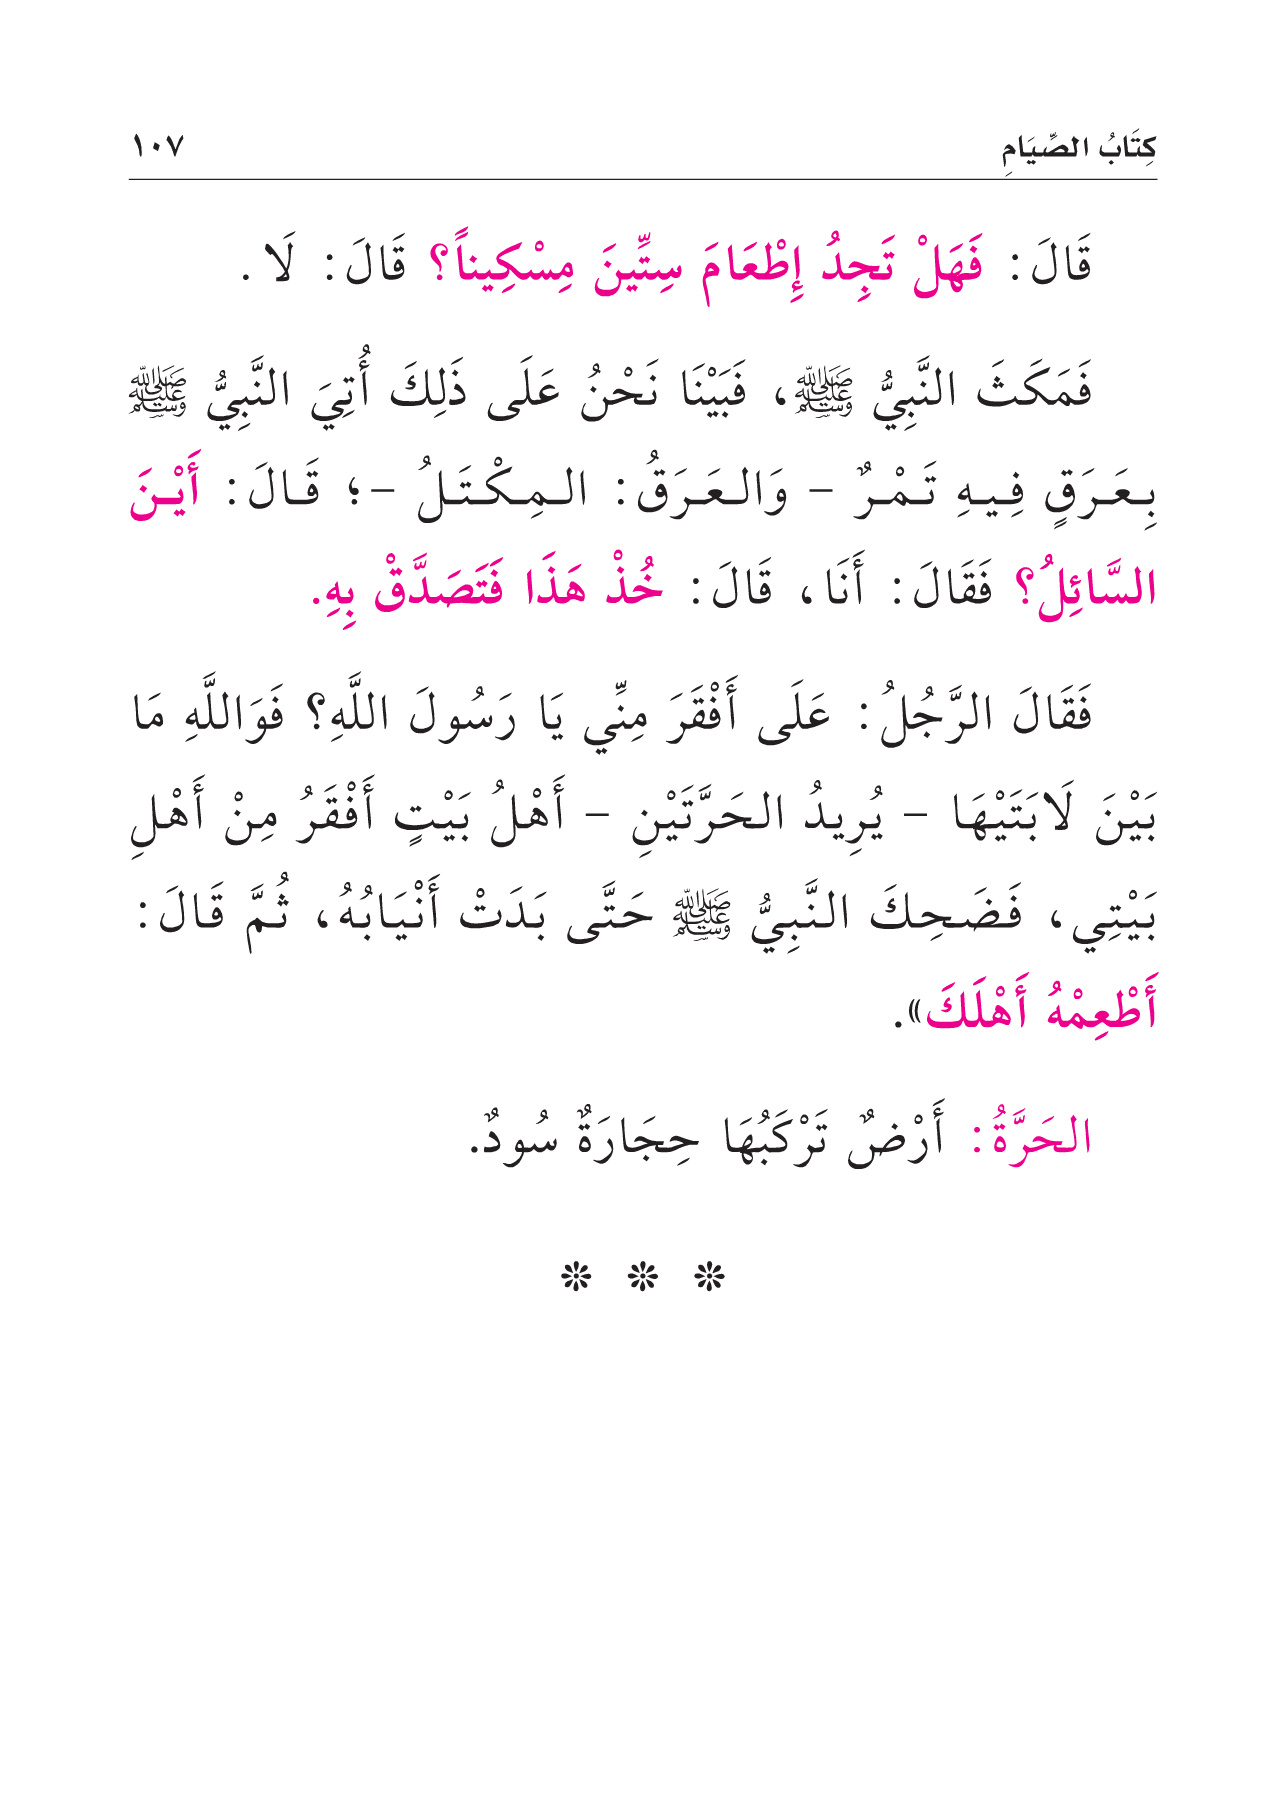 كِتَابُ الصِّيَامِ ١٠٧
قَالَ: فَهَلْ تَجِدُ إِطْعَامَ سِتِّينَ مِسْكِيناً؟ قَالَ: لَا .
فَمَكَثَ النَّبِيُّ ﷺ، فَبَيْنَا نَحْنُ عَلَى ذَلِكَ أُتِيَ النَّبِيُّ ﷺ
بِعَرَقٍ فِيهِ تَمْرٌ - وَالعَرَقُ: المِكْتَلُ -؛ قَالَ: أَيْنَ
السَّائِلُ؟ فَقَالَ: أَنَا، قَالَ: خُذْ هَذَا فَتَصَدَّقْ بِهِ.
فَقَالَ الرَّجُلُ: عَلَى أَفْقَرَ مِنِّي يَا رَسُولَ اللَّهِ؟ فَوَاللَّهِ مَا
بَيْنَ لَابَتَيْهَا - يُرِيدُ الحَرَّتَيْنِ - أَهْلُ بَيْتٍ أَفْقَرُ مِنْ أَهْلِ
بَيْتِي، فَضَحِكَ النَّبِيُّ ﷺ حَتَّى بَدَتْ أَنْيَابُهُ، ثُمَّ قَالَ:
أَطْعِمْهُ أَهْلَكَ».
الحَرَّةُ: أَرْضٌ تَرْكَبُهَا حِجَارَةٌ سُودٌ.